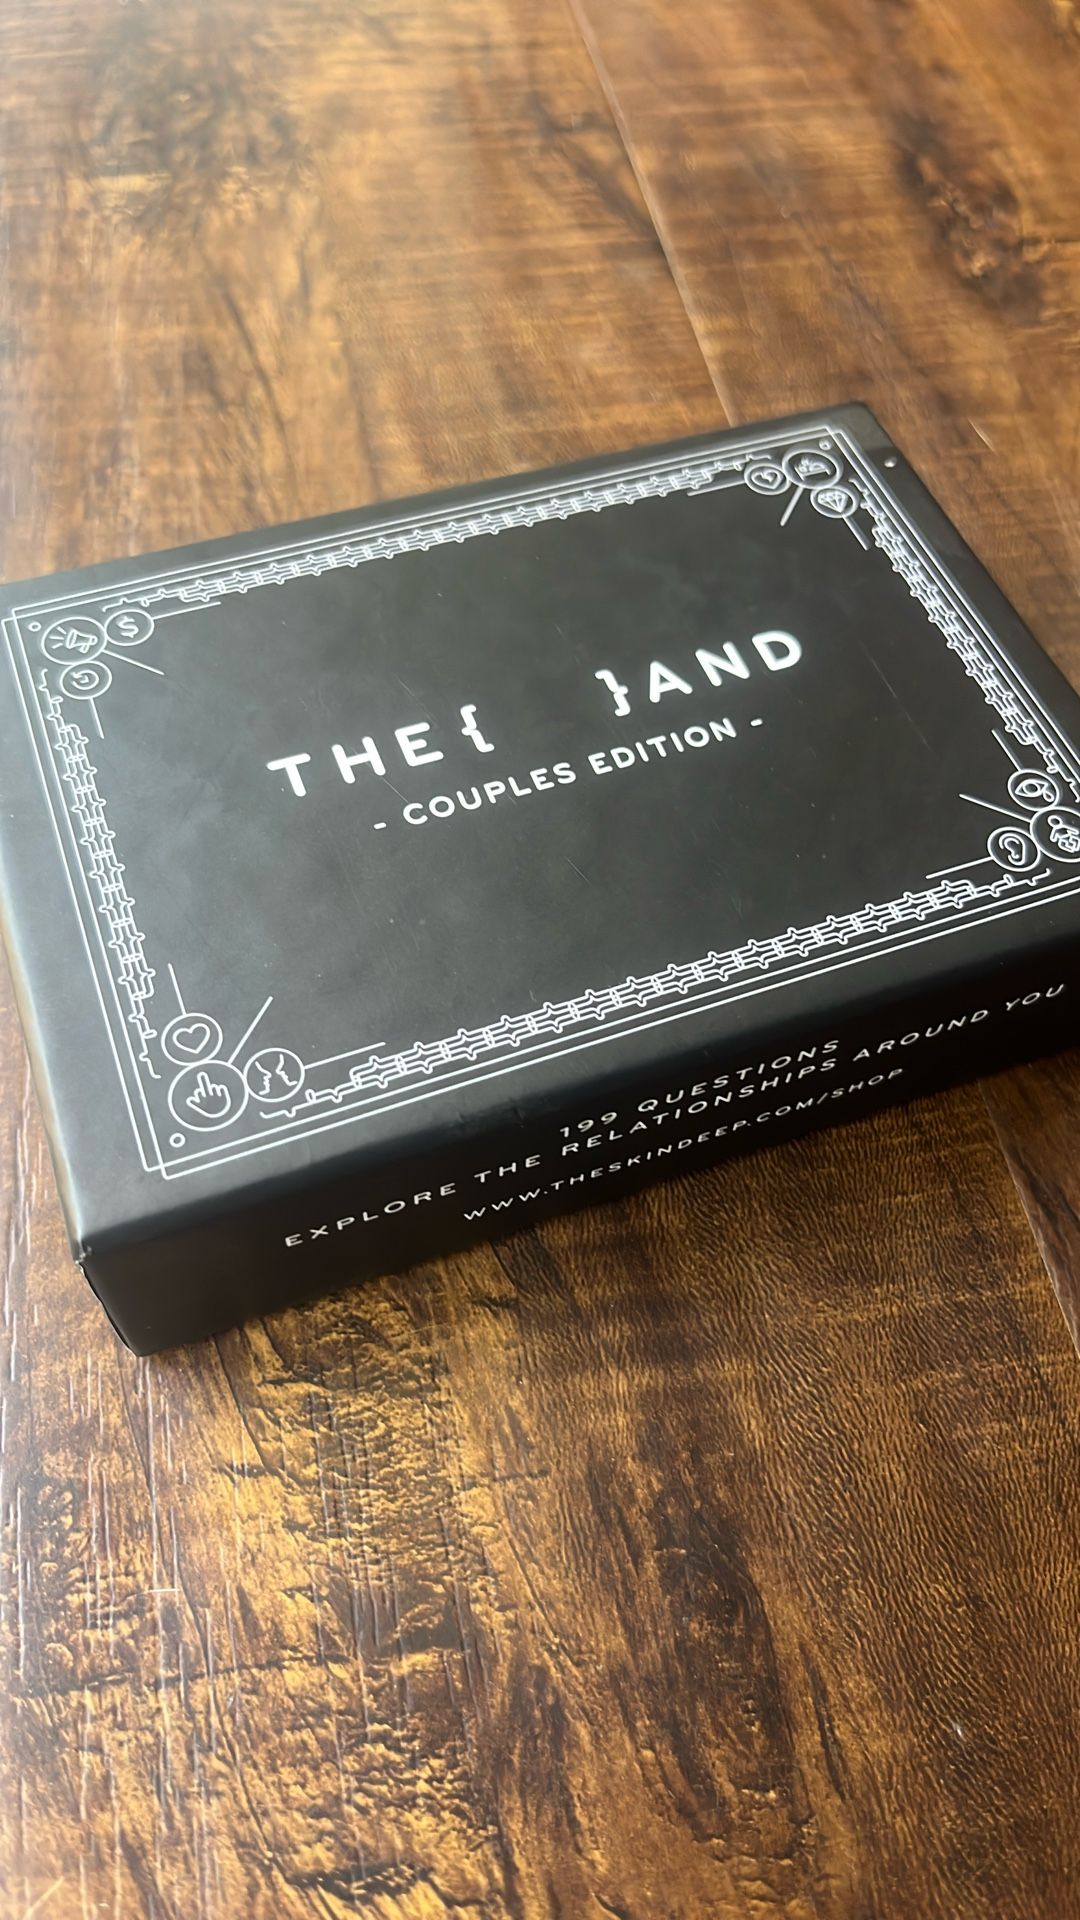 THE{ }AND
- COUPLES EDITION -
$
199 QUESTIONS
EXPLORE THE RELATIONSHIPS AROUND YOU
WWW.THESKINDEEP.COM/SHOP